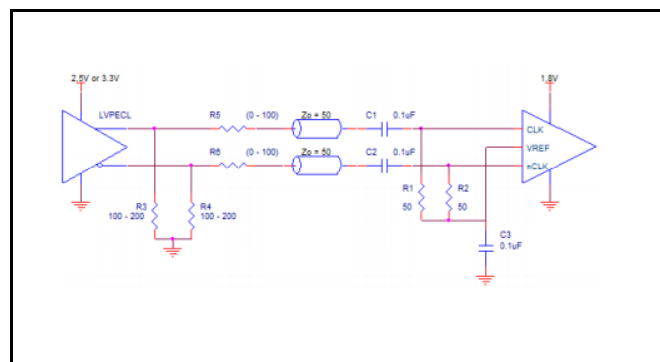 2.5V or 3.3V
1.8V
LVPECL
R5 (0 - 100) Zo = 50 C1 0.1uF
CLK
VREF
R6 (0 - 100) Zo = 50 C2 0.1uF
nCLK
R1
50
R2
50
R3
100 - 200
R4
100 - 200
C3
0.1uF